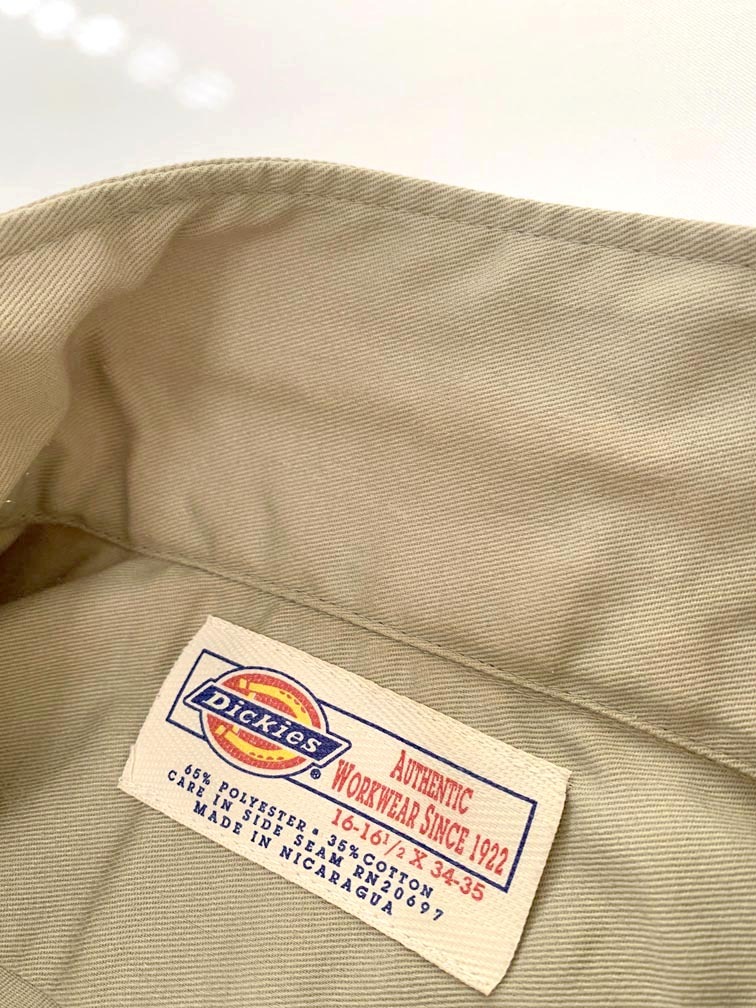 Dickies®
AUTHENTIC
WORKWEAR SINCE 1922
16-16½ X 34-35
65% POLYESTER 35% COTTON
CARE IN SIDE SEAM RN20697
MADE IN NICARAGUA